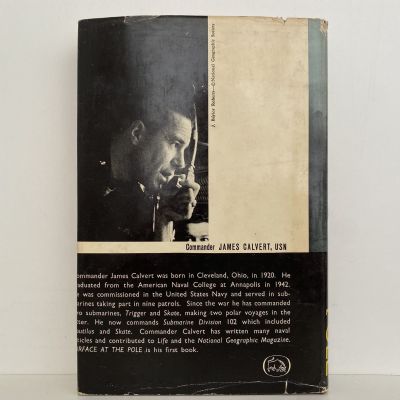 J. Baylor Roberts—©National Geographic Society
Commander JAMES CALVERT, USN
ommander James Calvert was born in Cleveland, Ohio, in 1920. He
aduated from the American Naval College at Annapolis in 1942.
e was commissioned in the United States Navy and served in sub-
arines taking part in nine patrols. Since the war he has commanded
o submarines, Trigger and Skate, making two polar voyages in the
tter. He now commands Submarine Division 102 which included
autilus and Skate. Commander Calvert has written many naval
ticles and contributed to Life and the National Geographic Magazine.
RFACE AT THE POLE is his first book.